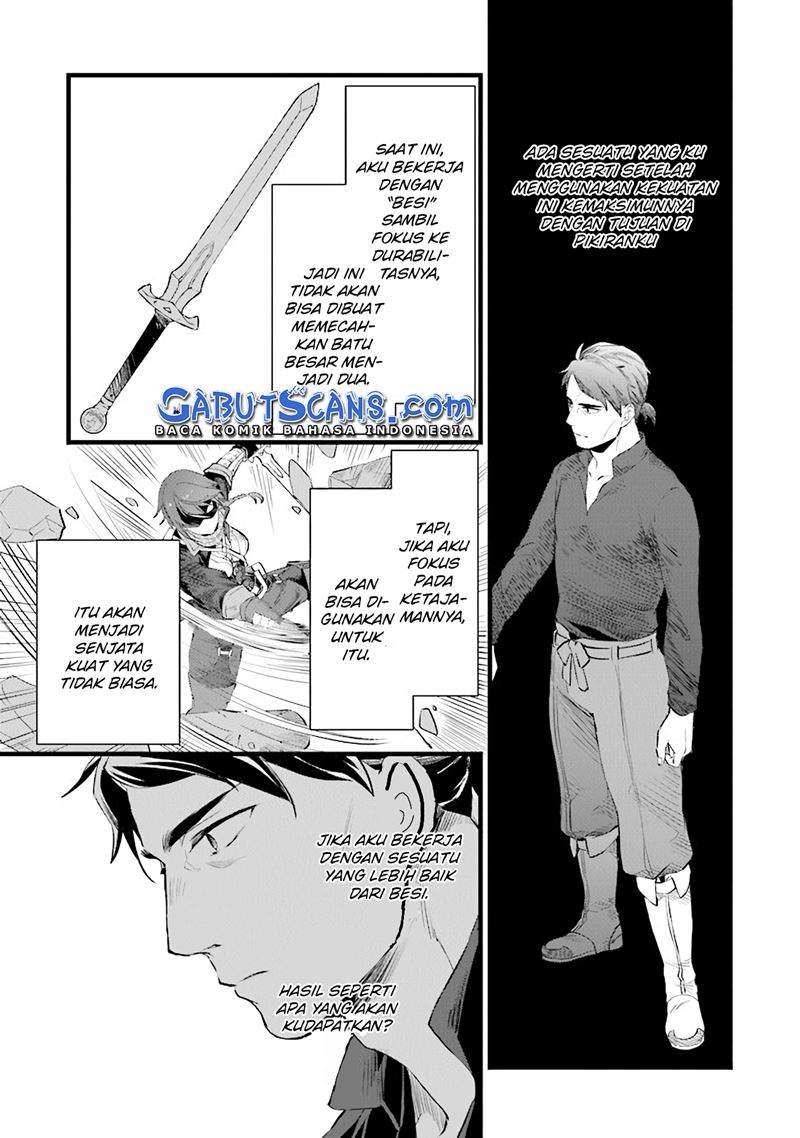 ADA SESUATU YANG KU
MENGERTI SETELAH
MENGGUNAKAN KEKUATAN
INI KEMAKSIMUNNYA
DENGAN TUJUAN DI
PIKIRANKU
SAAT INI,
AKU BEKERJA
DENGAN
"BESI"
SAMBIL
FOKUS KE
DURABILI-
TASNYA,
JADI INI
TIDAK AKAN
BISA DIBUAT
MEMECAH-
KAN BATU
BESAR MEN-
JADI DUA.
GABUTSCANS.com
BACA KOMIK BAHASA INDONESIA
TAPI,
JIKA AKU
FOKUS
PADA
KETAJA-
MANNYA,
AKAN
BISA DI-
GUNAKAN
UNTUK
ITU.
ITU AKAN
MENJADI
SENJATA
KUAT YANG
TIDAK BIASA.
JIKA AKU BEKERJA
DENGAN SESUATU
YANG LEBIH BAIK
DARI BESI.
HASIL SEPERTI
APA YANG AKAN
KUDAPATKAN?